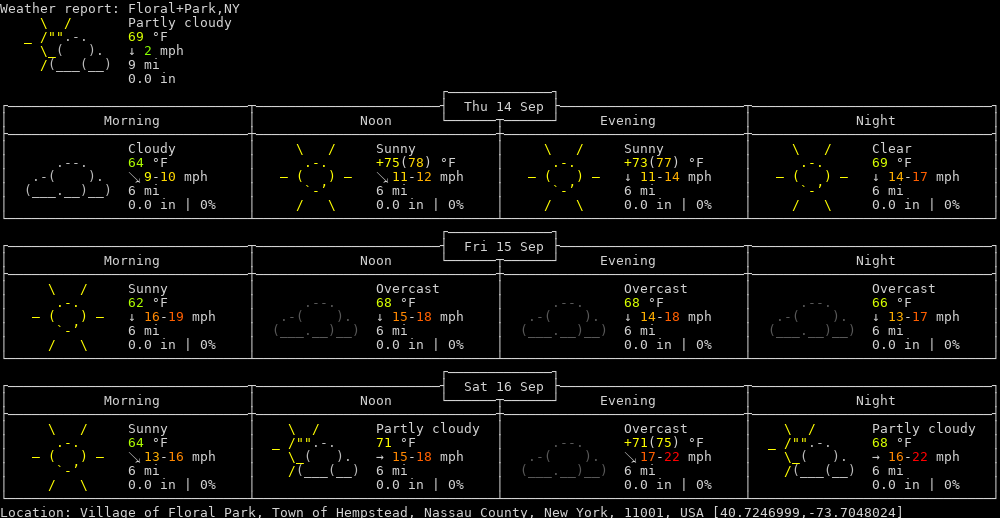 Weather report: Floral+Park,NY
Partly cloudy
69 °F
↓ 2 mph
9 mi
0.0 in
Thu 14 Sep
Morning Noon Evening Night
Cloudy Sunny Sunny Clear
64 °F +75(78) °F +73(77) °F 69 °F
↘ 9-10 mph ↘ 11-12 mph ↓ 11-14 mph ↓ 14-17 mph
6 mi 6 mi 6 mi 6 mi
0.0 in | 0% 0.0 in | 0% 0.0 in | 0% 0.0 in | 0%
Fri 15 Sep
Morning Noon Evening Night
Sunny Overcast Overcast Overcast
62 °F 68 °F 68 °F 66 °F
↓ 16-19 mph ↓ 15-18 mph ↓ 14-18 mph ↓ 13-17 mph
6 mi 6 mi 6 mi 6 mi
0.0 in | 0% 0.0 in | 0% 0.0 in | 0% 0.0 in | 0%
Sat 16 Sep
Morning Noon Evening Night
Sunny Partly cloudy Overcast Partly cloudy
64 °F 71 °F +71(75) °F 68 °F
↘ 13-16 mph → 15-18 mph ↘ 17-22 mph → 16-22 mph
6 mi 6 mi 6 mi 6 mi
0.0 in | 0% 0.0 in | 0% 0.0 in | 0% 0.0 in | 0%
Location: Village of Floral Park, Town of Hempstead, Nassau County, New York, 11001, USA [40.7246999,-73.7048024]